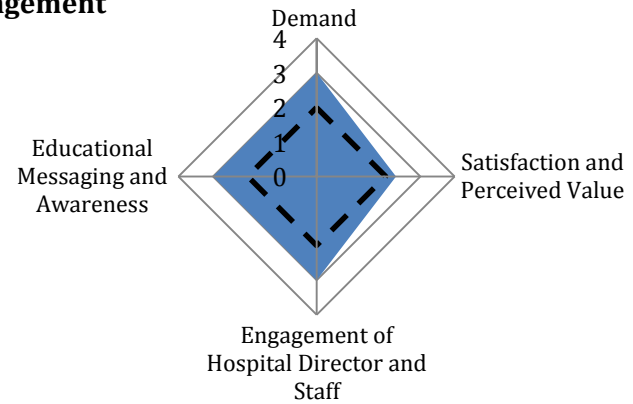 Demand
4
3
2
1
0
Educational
Messaging and
Awareness
Satisfaction and
Perceived Value
Engagement of
Hospital Director and
Staff